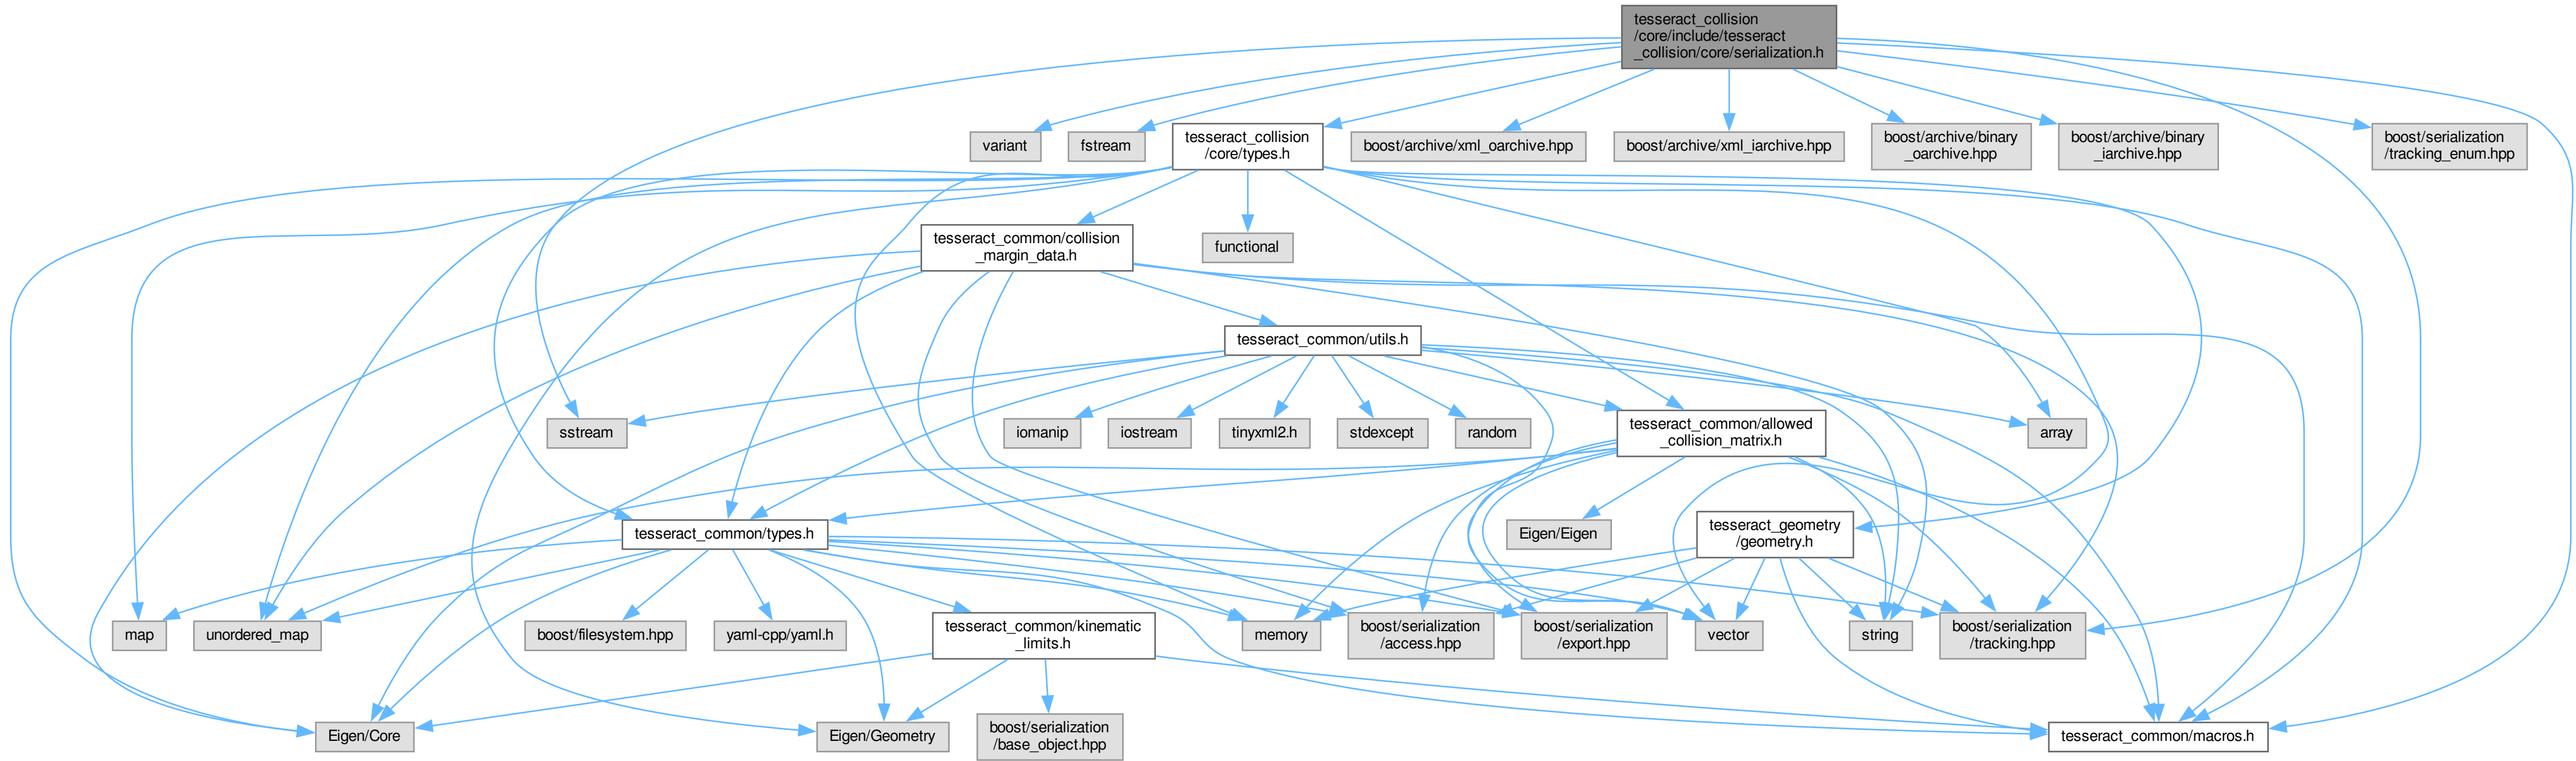 tesseract_collision
/core/include/tesseract
_collision/core/serialization.h
variant
fstream
tesseract_collision
/core/types.h
boost/archive/xml_oarchive.hpp
boost/archive/xml_iarchive.hpp
boost/archive/binary
_oarchive.hpp
boost/archive/binary
_iarchive.hpp
boost/serialization
/tracking_enum.hpp
tesseract_common/collision
_margin_data.h
functional
tesseract_common/utils.h
sstream
iomanip
iostream
tinyxml2.h
stdexcept
random
tesseract_common/allowed
_collision_matrix.h
array
tesseract_common/types.h
Eigen/Eigen
tesseract_geometry
/geometry.h
map
unordered_map
boost/filesystem.hpp
yaml-cpp/yaml.h
tesseract_common/kinematic
_limits.h
memory
boost/serialization
/access.hpp
boost/serialization
/export.hpp
vector
string
boost/serialization
/tracking.hpp
Eigen/Core
Eigen/Geometry
boost/serialization
/base_object.hpp
tesseract_common/macros.h